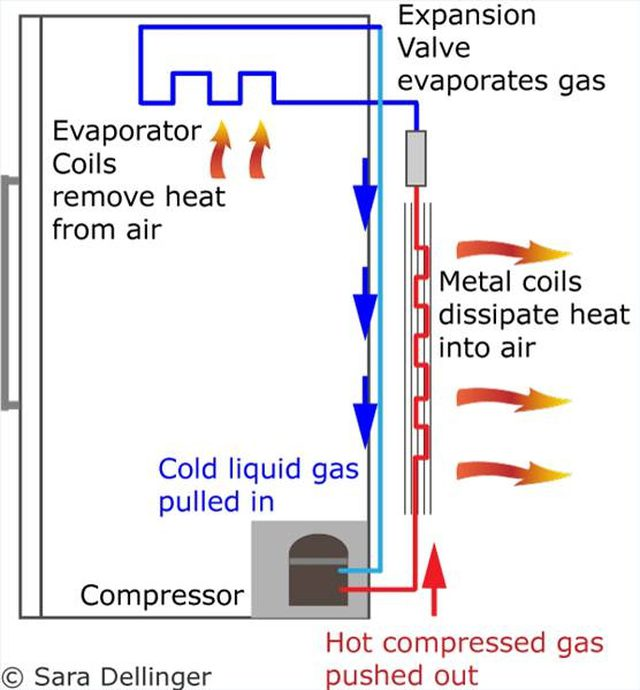 Expansion
Valve
evaporates gas
Evaporator
Coils
remove heat
from air
Metal coils
dissipate heat
into air
Cold liquid gas
pulled in
Compressor
Hot compressed gas
pushed out
© Sara Dellinger